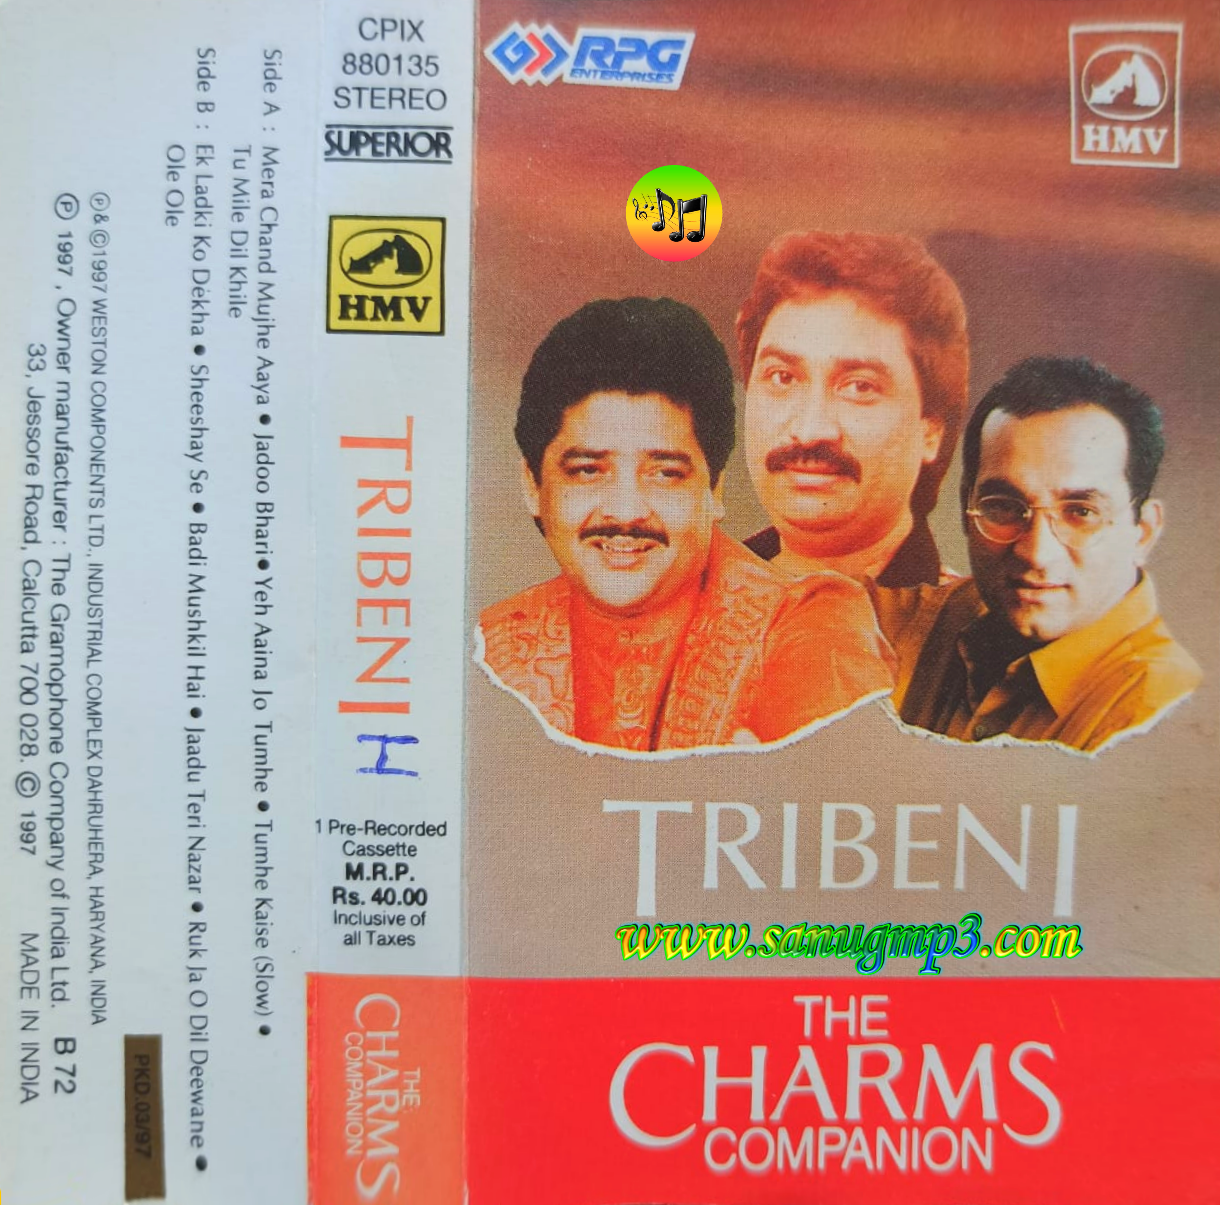 RPG
ENTERPRISES
HMV
TRIBENI
www.sanugmp3.com
THE
CHARMS
COMPANION
CPIX
880135
STEREO
SUPERIOR
HMV
TRIBENI
H
1 Pre-Recorded
Cassette
M.R.P.
Rs. 40.00
Inclusive of
all Taxes
THE
CHARMS
COMPANION
Side A : Mera Chand Mujhe Aaya • Jadoo Bhari • Yeh Aaina Jo Tumhe • Tumhe Kaise (Slow) •
Tu Mile Dil Khile
Side B : Ek Ladki Ko Dekha • Sheeshay Se • Badi Mushkil Hai • Jaadu Teri Nazar • Ruk Ja O Dil Deewane •
Ole Ole
PKD.03/97
℗ & © 1997 WESTON COMPONENTS LTD., INDUSTRIAL COMPLEX DAHRUHERA, HARYANA, INDIA
℗ 1997 , Owner manufacturer : The Gramophone Company of India Ltd. B 72
33, Jessore Road, Calcutta 700 028. © 1997 MADE IN INDIA